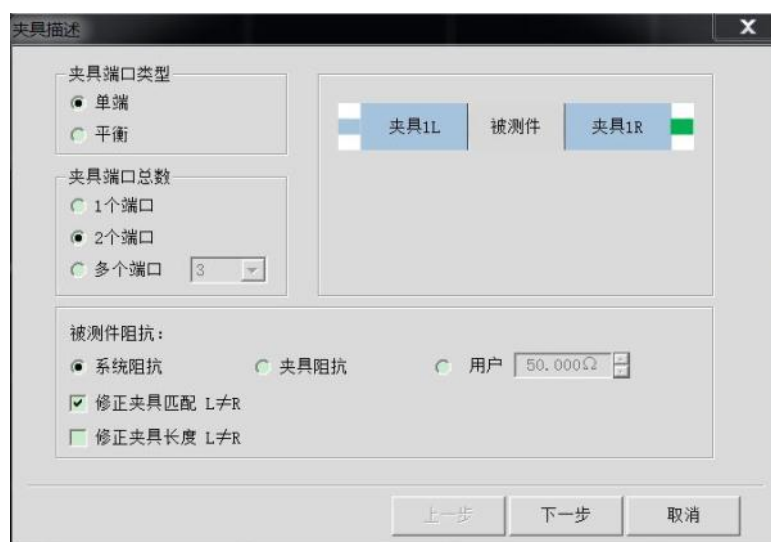 夹具描述
X
夹具端口类型
单端
平衡
夹具1L 被测件 夹具1R
夹具端口总数
1个端口
2个端口
多个端口 3
被测件阻抗:
系统阻抗 夹具阻抗 用户 50.000Ω
修正夹具匹配 L≠R
修正夹具长度 L≠R
上一步 下一步 取消